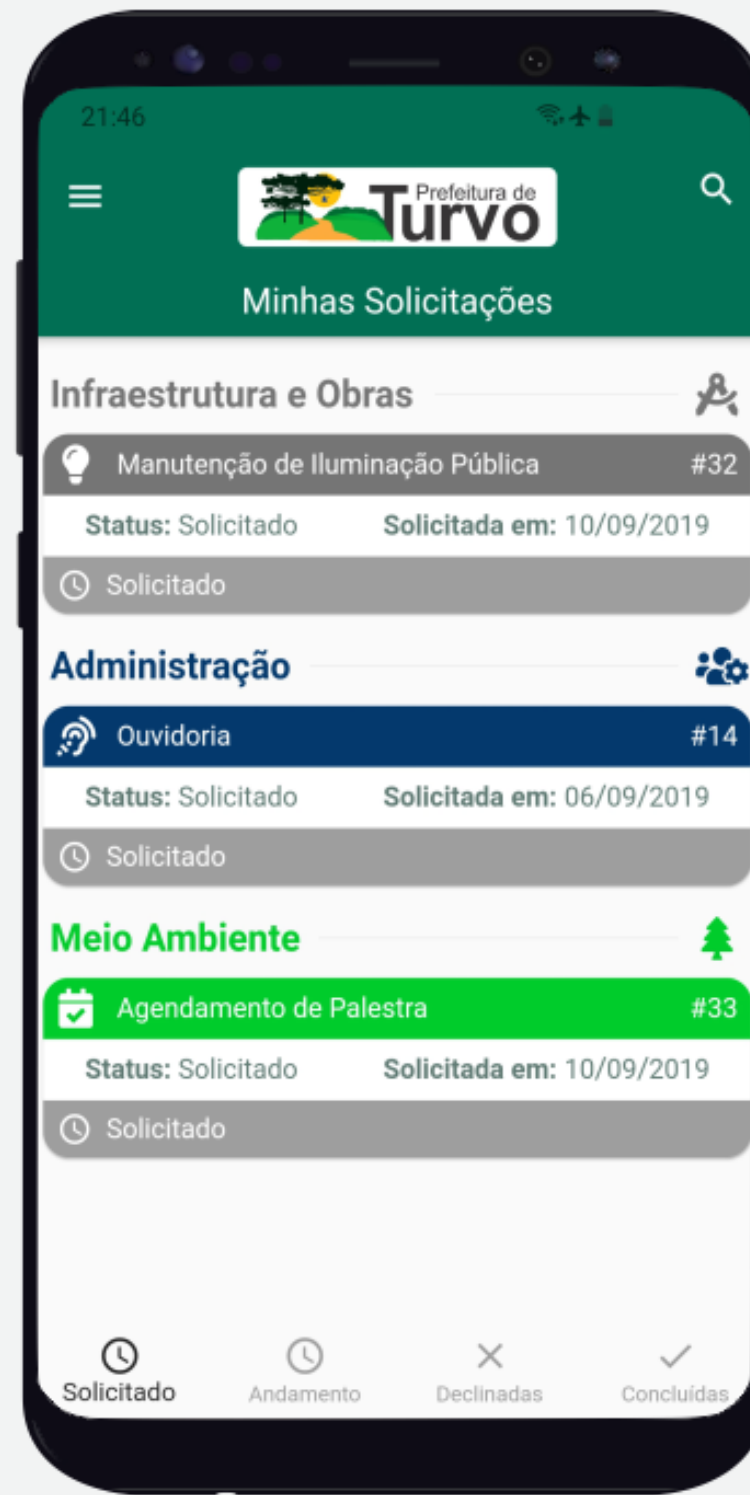 21:46
Prefeitura de
Turvo
Minhas Solicitações
Infraestrutura e Obras
Manutenção de Iluminação Pública #32
Status: Solicitado Solicitada em: 10/09/2019
Solicitado
Administração
Ouvidoria #14
Status: Solicitado Solicitada em: 06/09/2019
Solicitado
Meio Ambiente
Agendamento de Palestra #33
Status: Solicitado Solicitada em: 10/09/2019
Solicitado
Solicitado Andamento Declinadas Concluídas